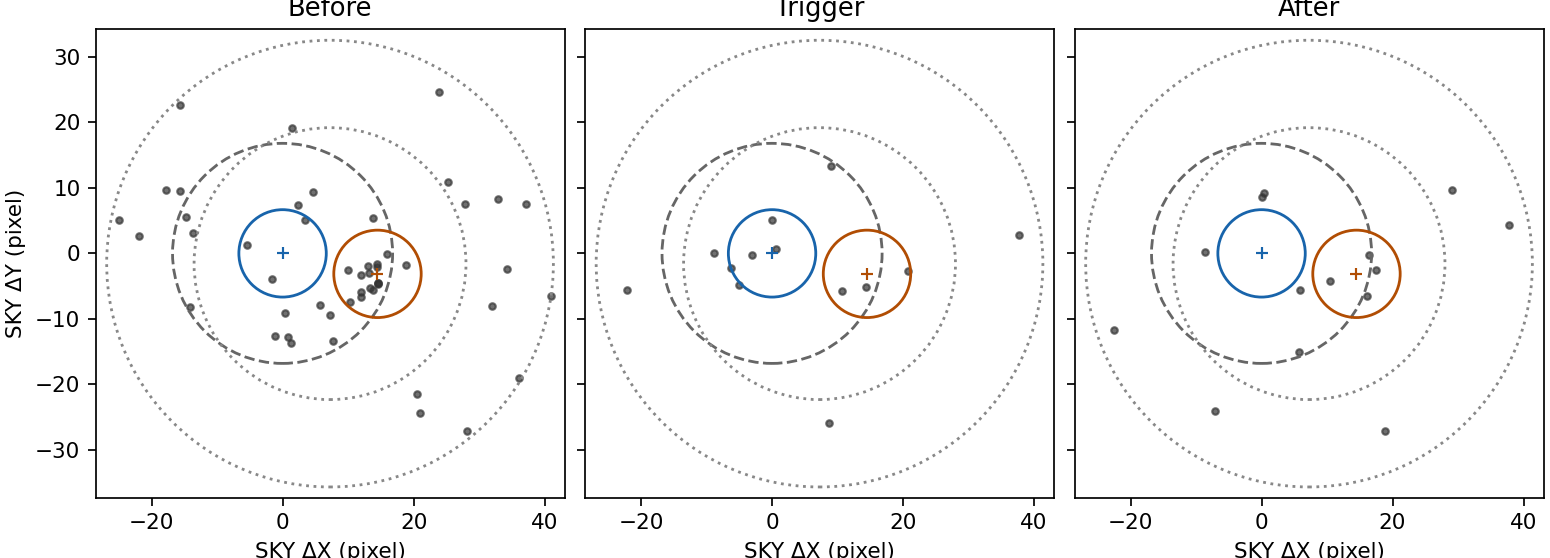 Before Trigger After
SKY ΔY (pixel)
30
20
10
0
−10
−20
−30
−20 0 20 40 −20 0 20 40 −20 0 20 40
SKY ΔX (pixel) SKY ΔX (pixel) SKY ΔX (pixel)